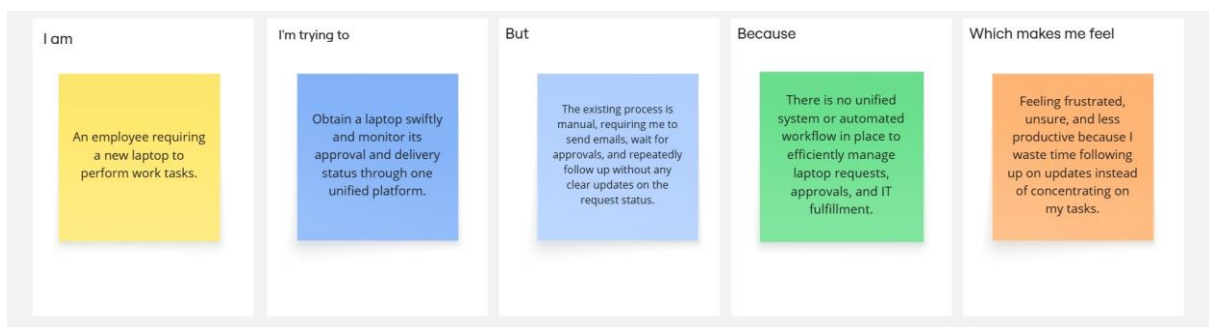 I am
An employee requiring
a new laptop to
perform work tasks.
I'm trying to
Obtain a laptop swiftly
and monitor its
approval and delivery
status through one
unified platform.
But
The existing process is
manual, requiring me to
send emails, wait for
approvals, and repeatedly
follow up without any
clear updates on the
request status.
Because
There is no unified
system or automated
workflow in place to
efficiently manage
laptop requests,
approvals, and IT
fulfillment.
Which makes me feel
Feeling frustrated,
unsure, and less
productive because I
waste time following
up on updates instead
of concentrating on
my tasks.